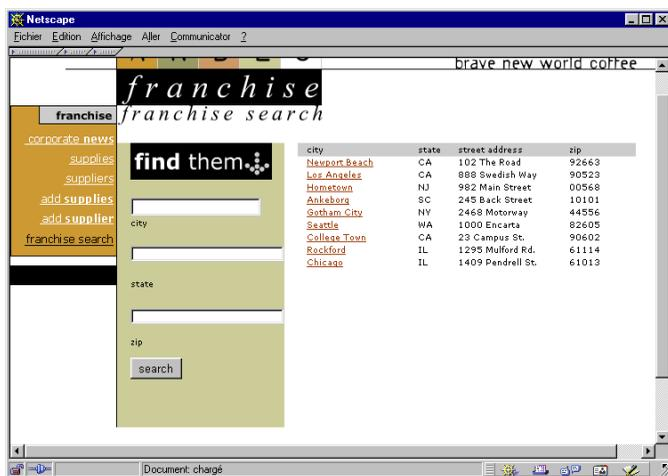 Netscape
Fichier Edition Affichage Aller Communicator ?
brave new world coffee
franchise
franchise search
franchise
corporate news
supplies
suppliers
add supplies
add supplier
franchise search
find them
city
state
zip
search
city state street address zip
Newport Beach CA 102 The Road 92663
Los Angeles CA 888 Swedish Way 90523
Hometown NJ 982 Main Street 00568
Ankeborg SC 245 Back Street 10101
Gotham City NY 2468 Motorway 44556
Seattle WA 1000 Encarta 82605
College Town CA 23 Campus St. 90602
Rockford IL 1295 Mulford Rd. 61114
Chicago IL 1409 Pendrell St. 61013
Document: chargé